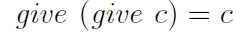 give (give c) = c